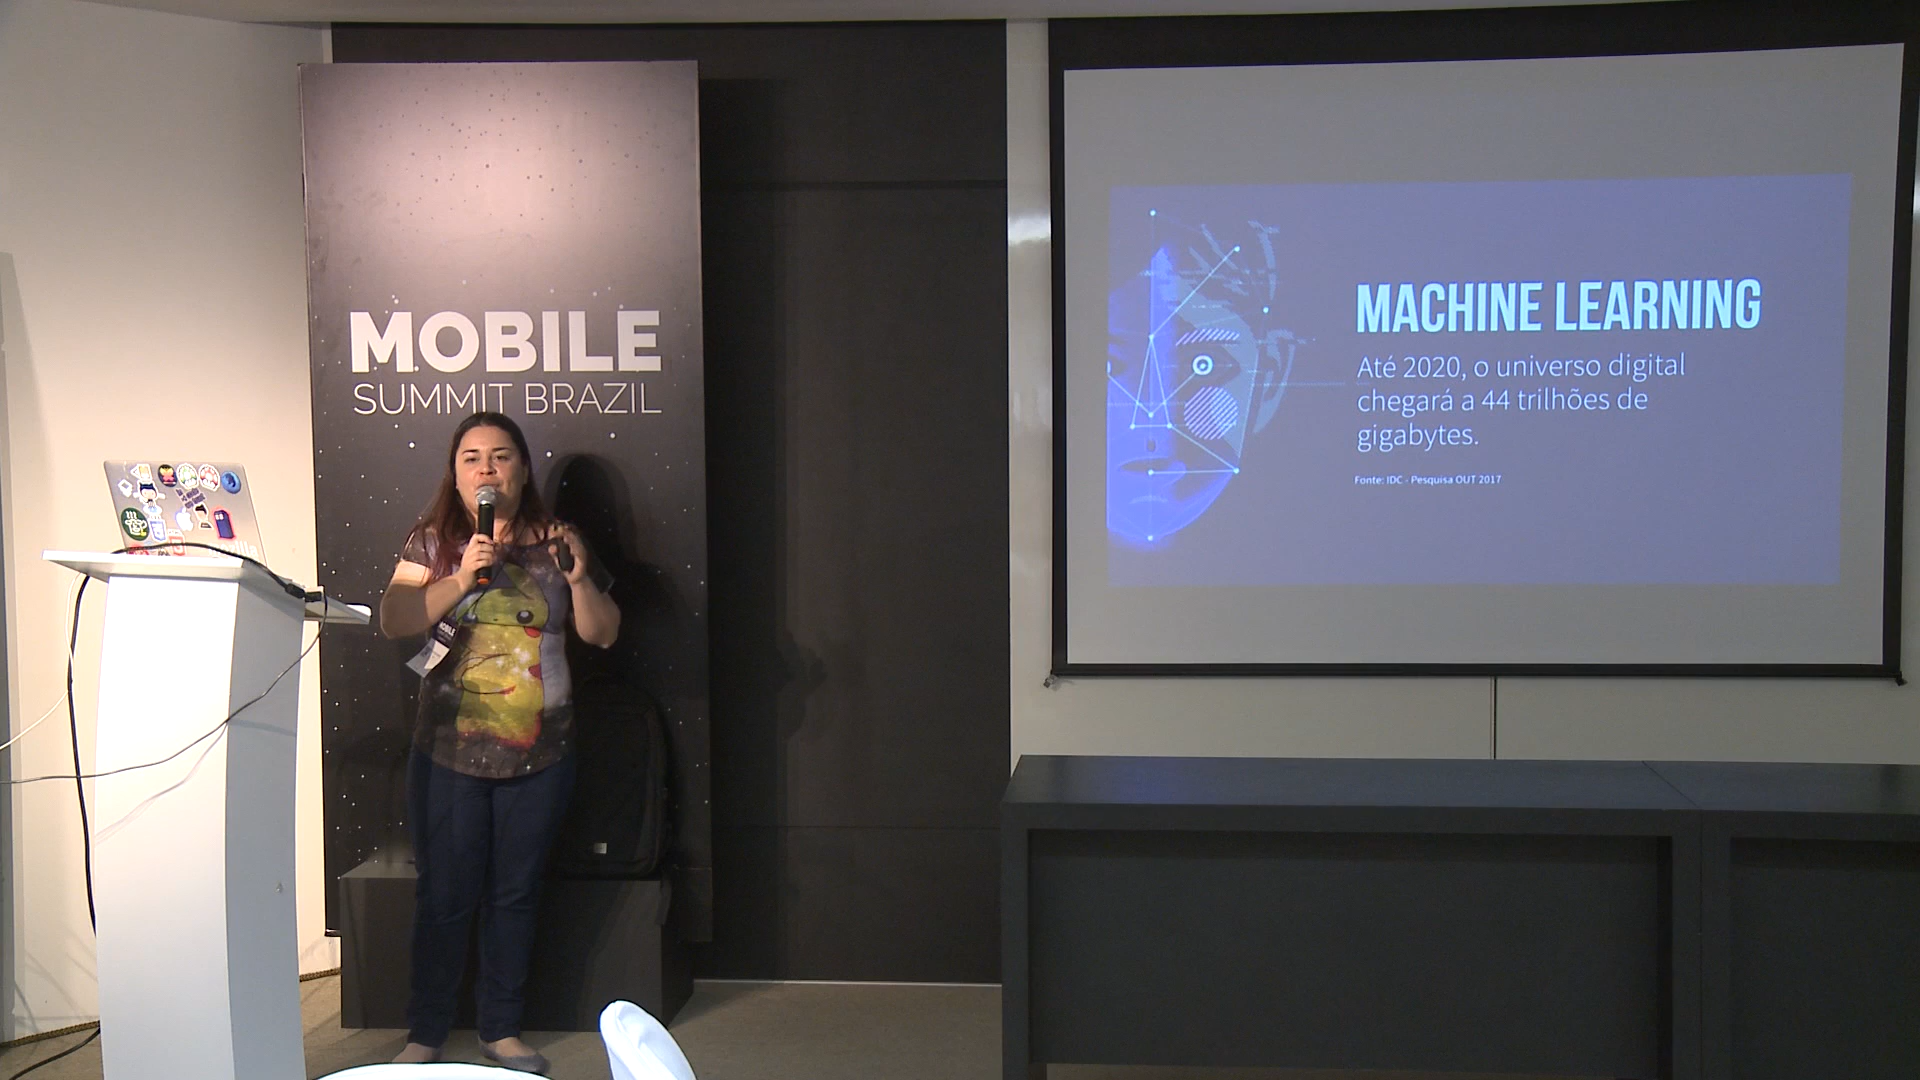 MOBILE
SUMMIT BRAZIL
MOBILE
MACHINE LEARNING
Até 2020, o universo digital
chegará a 44 trilhões de
gigabytes.
Fonte: IDC - Pesquisa OUT 2017